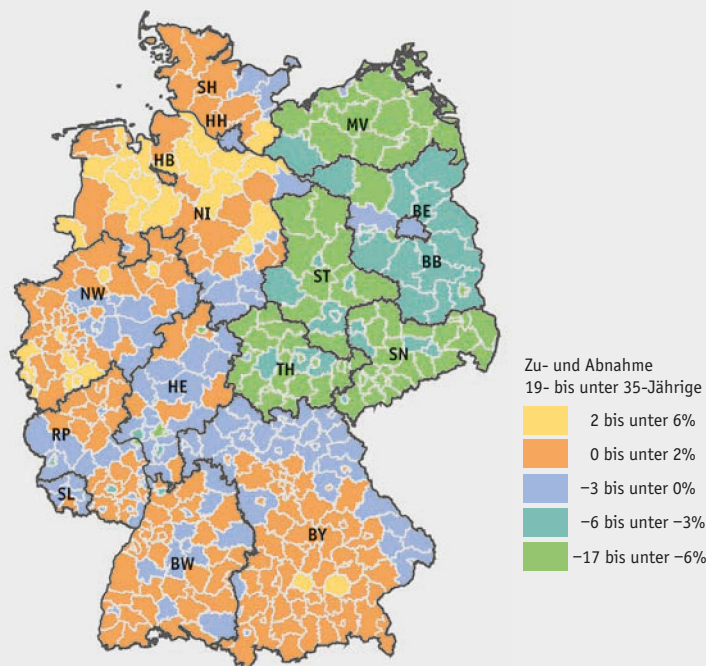 SH
HH
MV
HB
NI
BE
BB
ST
NW
TH
SN
HE
RP
SL
BW
BY
Zu- und Abnahme
19- bis unter 35-Jährige
2 bis unter 6%
0 bis unter 2%
−3 bis unter 0%
−6 bis unter −3%
−17 bis unter −6%